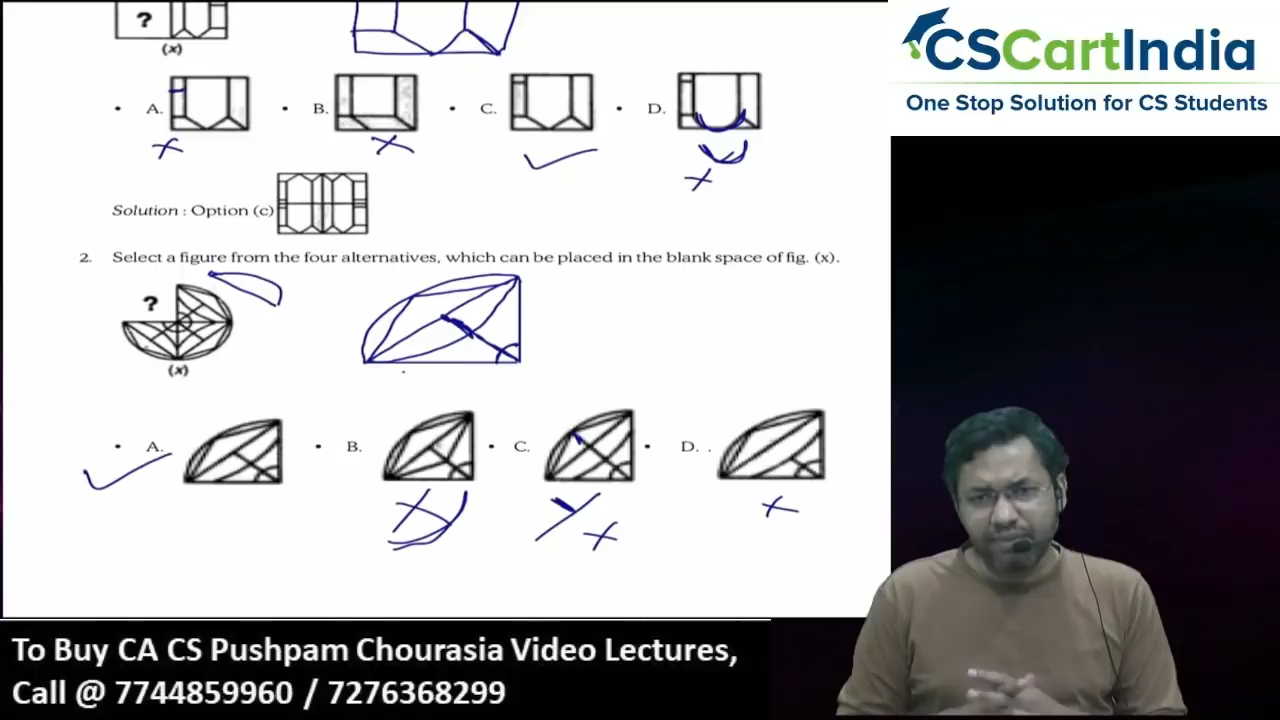 ?
(x)
CSCartIndia
One Stop Solution for CS Students
• A. • B. • C. • D.
Solution : Option (c)
2. Select a figure from the four alternatives, which can be placed in the blank space of fig. (x).
?
(x)
• A. • B. • C. • D. .
To Buy CA CS Pushpam Chourasia Video Lectures,
Call @ 7744859960 / 7276368299